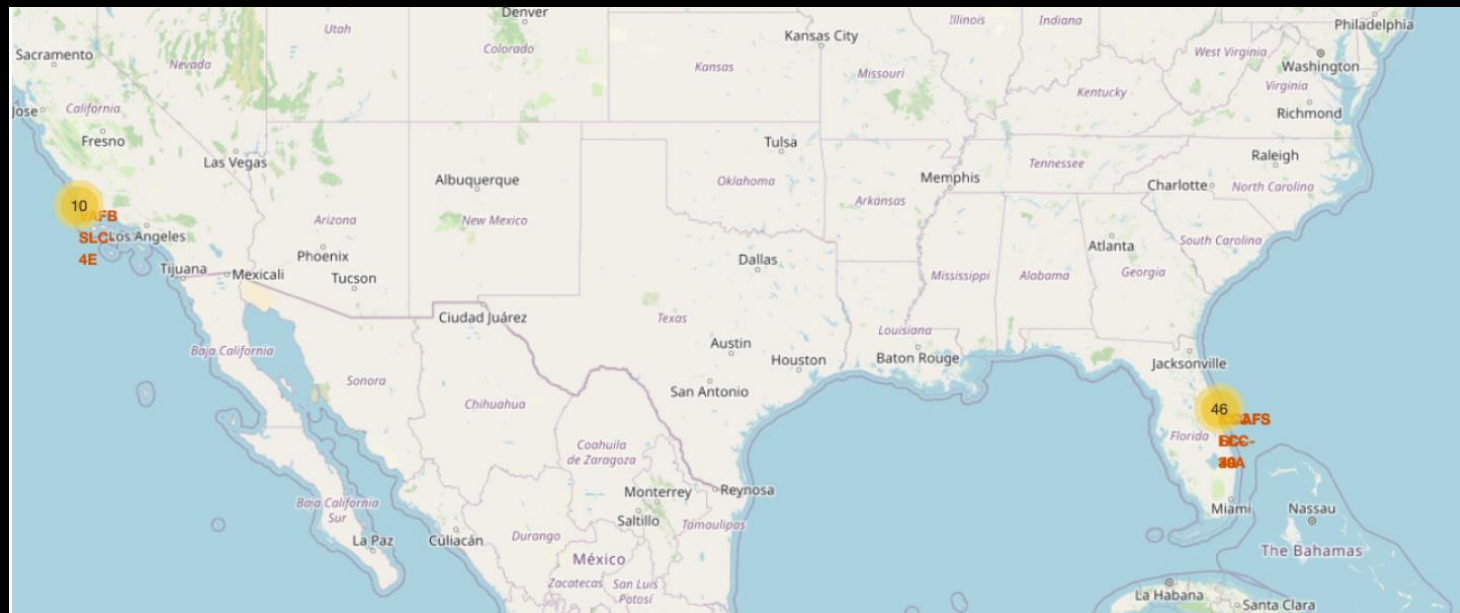 Denver
Utah
Illinois
Indiana
Philadelphia
Kansas City
Sacramento
Colorado
West Virginia
Nevada
Kansas
Missouri
Washington
Virginia
Kentucky
Jose
California
Richmond
Fresno
Tulsa
Las Vegas
Raleigh
Tennessee
Albuquerque
Oklahoma
Memphis
Charlotte
North Carolina
Arkansas
10
VAFB
SLC-
4E
Arizona
New Mexico
Los Angeles
Atlanta
South Carolina
Phoenix
Dallas
Tijuana
Mexicali
Tucson
Mississippi
Alabama
Georgia
Ciudad Juárez
Texas
Louisiana
Austin
Baja California
Houston
Baton Rouge
Jacksonville
Sonora
San Antonio
Chihuahua
46
Florida
Coahuila
de Zaragoza
Monterrey
Reynosa
Baja California
Sur
Miami
Nassau
Saltillo
Tamaulipas
La Paz
Culiacán
Durango
México
The Bahamas
Zacatecas
San Luis
Potosí
La Habana
Santa Clara